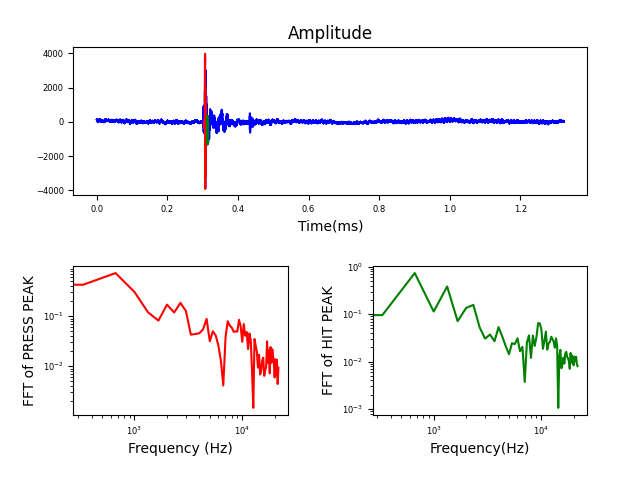 Amplitude
4000
2000
0
−2000
−4000
0.0 0.2 0.4 0.6 0.8 1.0 1.2
Time(ms)
FFT of PRESS PEAK
10⁻¹
10⁻²
10³ 10⁴
Frequency (Hz)
FFT of HIT PEAK
10⁰
10⁻¹
10⁻²
10⁻³
10³ 10⁴
Frequency(Hz)